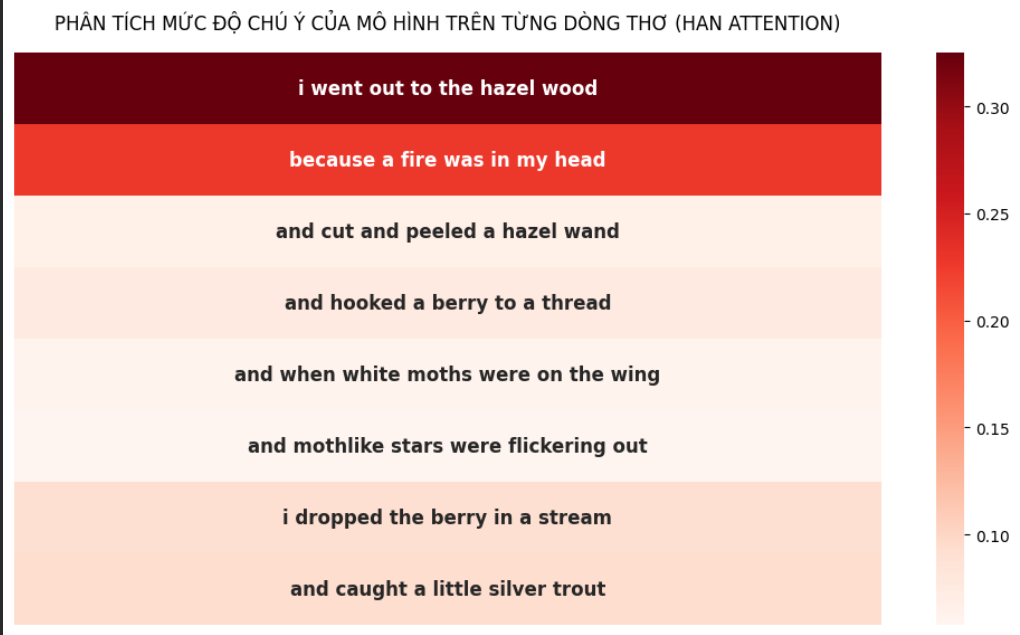 PHÂN TÍCH MỨC ĐỘ CHÚ Ý CỦA MÔ HÌNH TRÊN TỪNG DÒNG THƠ (HAN ATTENTION)
i went out to the hazel wood
because a fire was in my head
and cut and peeled a hazel wand
and hooked a berry to a thread
and when white moths were on the wing
and mothlike stars were flickering out
i dropped the berry in a stream
and caught a little silver trout
0.30
0.25
0.20
0.15
0.10